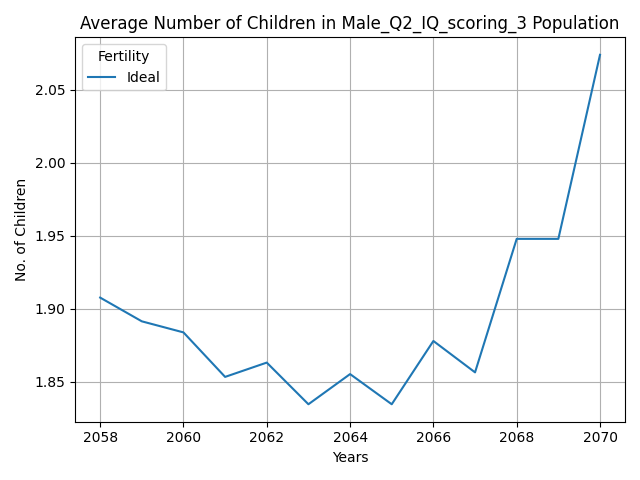 Average Number of Children in Male_Q2_IQ_scoring_3 Population
Fertility
Ideal
No. of Children
2.05
2.00
1.95
1.90
1.85
2058 2060 2062 2064 2066 2068 2070
Years